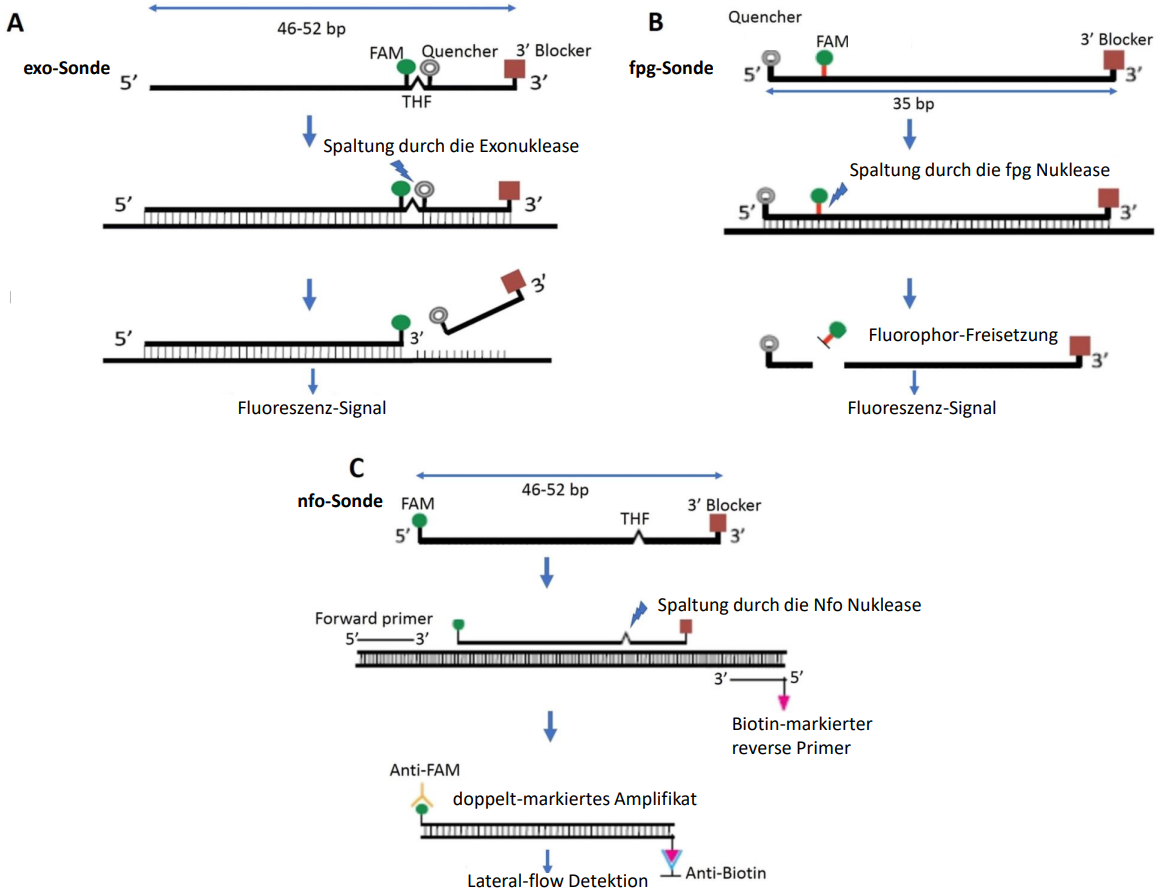 A
exo-Sonde
46-52 bp
FAM
Quencher
3’ Blocker
5’
3’
THF
Spaltung durch die Exonuklease
5’
3’
3’
5’
3’
Fluoreszenz-Signal
B
fpg-Sonde
Quencher
FAM
3’ Blocker
5’
3’
35 bp
Spaltung durch die fpg Nuklease
5’
3’
Fluorophor-Freisetzung
3’
Fluoreszenz-Signal
C
nfo-Sonde
46-52 bp
FAM
THF
3’ Blocker
5’
3’
Spaltung durch die Nfo Nuklease
Forward primer
5’
3’
3’
5’
Biotin-markierter
reverse Primer
Anti-FAM
doppelt-markiertes Amplifikat
Anti-Biotin
Lateral-flow Detektion